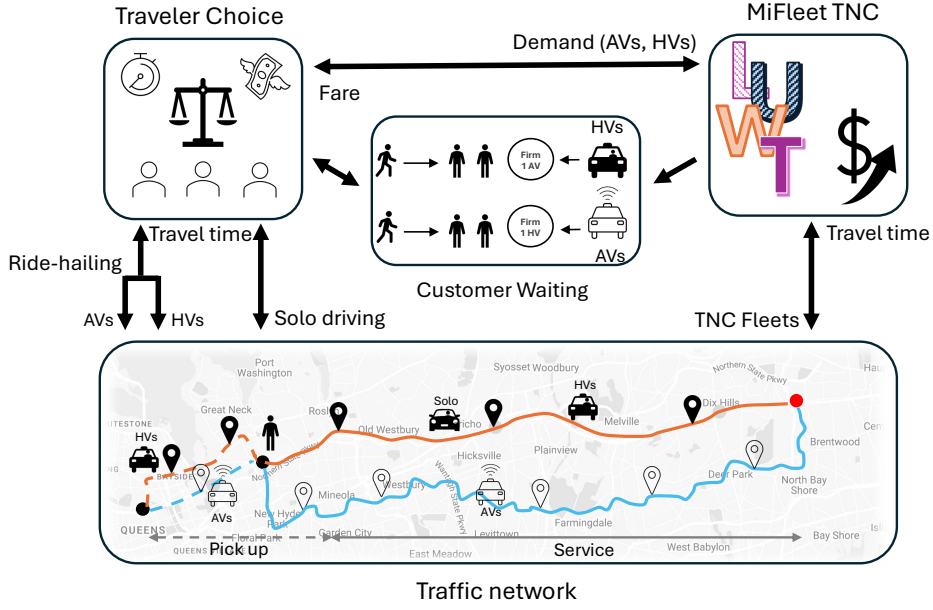 Traveler Choice
MiFleet TNC
Demand (AVs, HVs)
Fare
L
U
W
T
$
HVs
Firm
1 AV
Firm
1 HV
AVs
Customer Waiting
Travel time
Ride-hailing
AVs
HVs
Solo driving
Travel time
TNC Fleets
Port
Washington
Syosset Woodbury
Northern State Pkwy
Great Neck
Solo
HVs
Dix Hills
Old Westbury
Melville
HVs
Brentwood
Hicksville
Plainview
Northern State Pkwy
Deer Park
North Bay
Shore
Westbury
Mineola
AVs
AVs
New Hyde
QUEENS
Floral Park
Garden City
Levittown
Farmingdale
Bay Shore
Pick up
Service
East Meadow
West Babylon
Traffic network